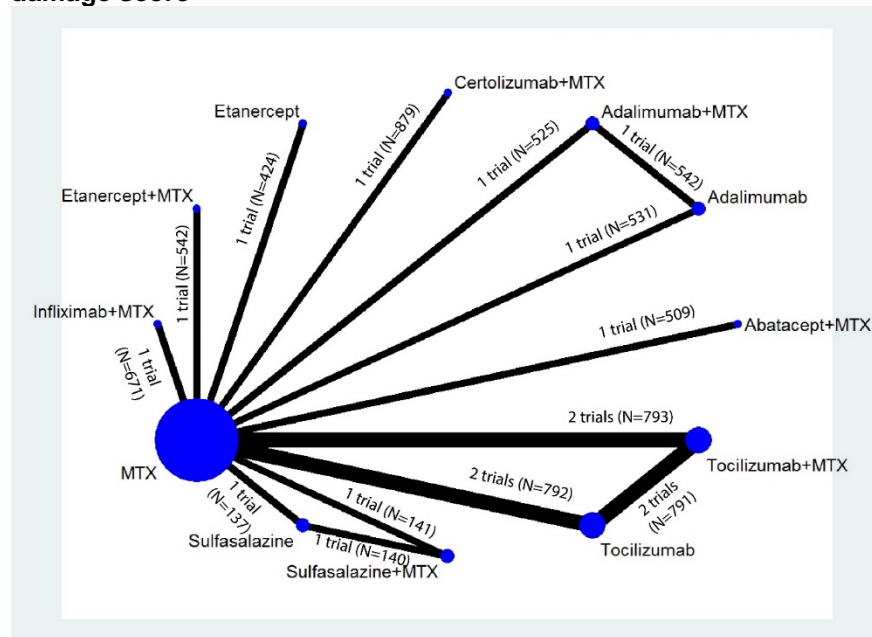 damage score
Certolizumab+MTX
Etanercept
Adalimumab+MTX
1 trial (N=879)
1 trial (N=525)
1 trial (N=542)
1 trial (N=424)
Etanercept+MTX
Adalimumab
1 trial (N=531)
1 trial (N=542)
Infliximab+MTX
1 trial (N=509)
Abatacept+MTX
1 trial
(N=671)
2 trials (N=793)
MTX
Tocilizumab+MTX
2 trials (N=792)
2 trials
(N=791)
1 trial
(N=137)
1 trial (N=141)
Sulfasalazine
1 trial (N=140)
Tocilizumab
Sulfasalazine+MTX